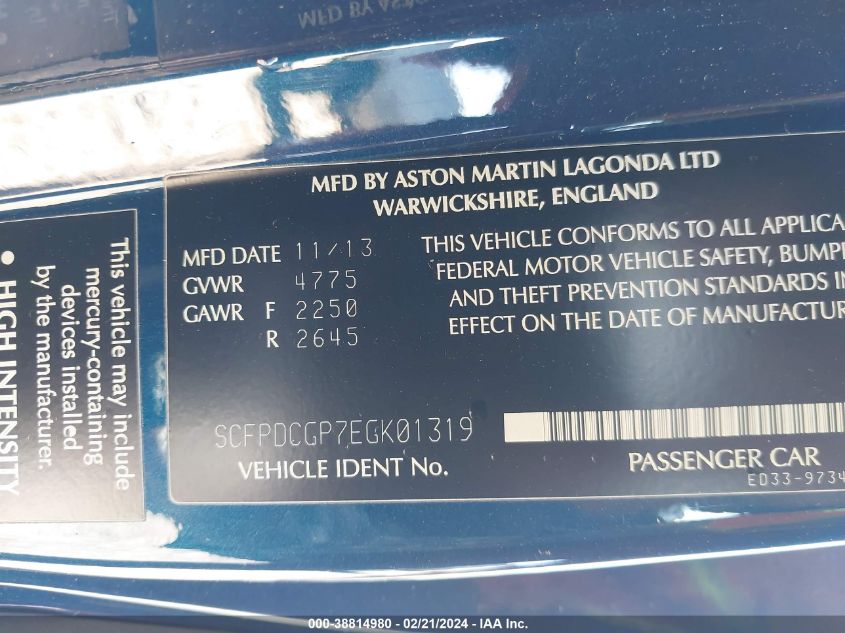 MFD BY ASTON MARTIN LAGONDA LTD
WARWICKSHIRE, ENGLAND
MFD DATE 11/13
GVWR 4775
GAWR F 2250
R 2645
THIS VEHICLE CONFORMS TO ALL APPLICA
FEDERAL MOTOR VEHICLE SAFETY, BUMP
AND THEFT PREVENTION STANDARDS IN
EFFECT ON THE DATE OF MANUFACTUR
SCFPDCGP7EGK01319
VEHICLE IDENT No.
PASSENGER CAR
ED33-9734
This vehicle may include
mercury-containing
devices installed
by the manufacturer.
• HIGH INTENSITY
000-38814980 - 02/21/2024 - IAA Inc.